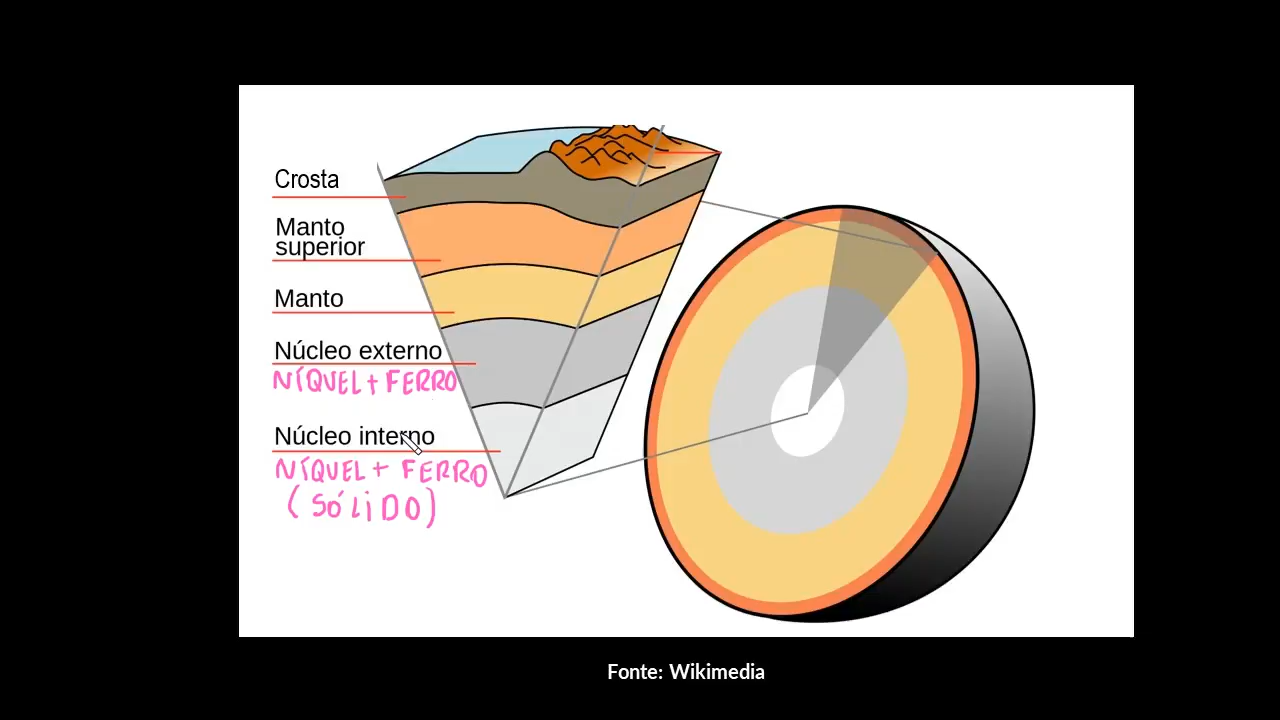 Crosta
Manto
superior
Manto
Núcleo externo
NÍQUEL + FERRO
Núcleo interno
NÍQUEL + FERRO
(SÓLIDO)
Fonte: Wikimedia